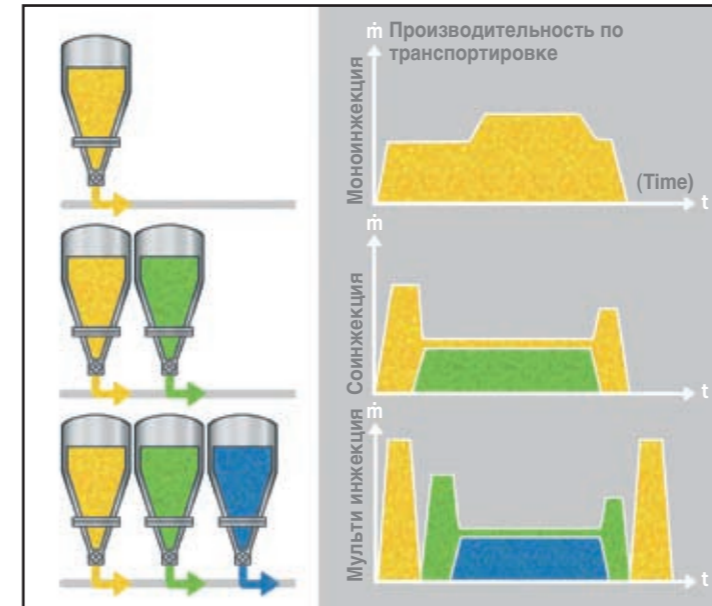 ṁ Производительность по
транспортировке
Моноинжекция
(Time)
t
ṁ
Соинжекция
t
ṁ
Мульти инжекция
t